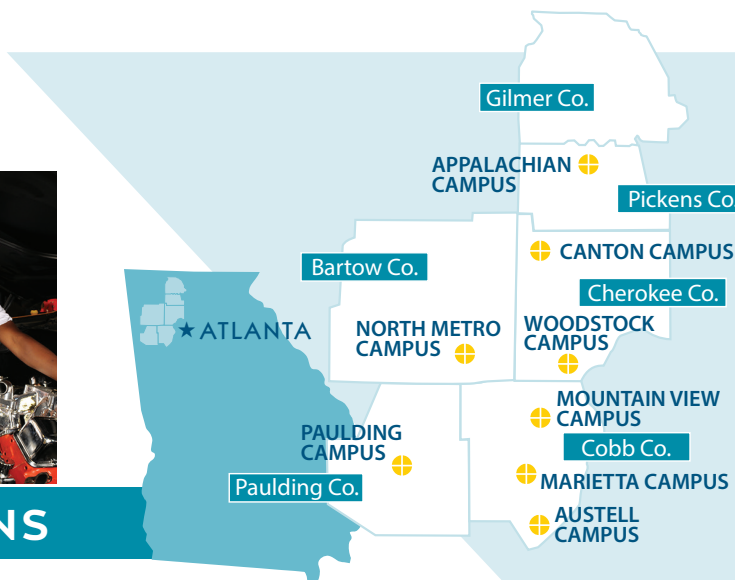 Gilmer Co.
APPALACHIAN
CAMPUS
Pickens Co.
CANTON CAMPUS
Bartow Co.
Cherokee Co.
ATLANTA
NORTH METRO
CAMPUS
WOODSTOCK
CAMPUS
MOUNTAIN VIEW
CAMPUS
PAULDING
CAMPUS
Cobb Co.
Paulding Co.
MARIETTA CAMPUS
AUSTELL
CAMPUS
NS